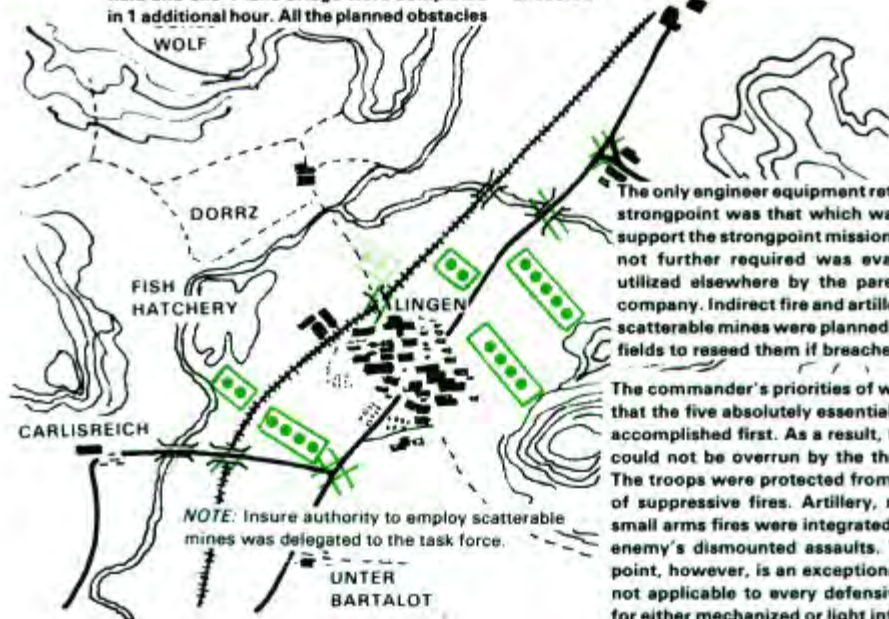 in 1 additional hour. All the planned obstacles
WOLF
DORRZ
FISH
HATCHERY
LINGEN
CARLISREICH
NOTE: Insure authority to employ scatterable
mines was delegated to the task force.
UNTER
BARTALOT
The only engineer equipment
strongpoint was that which
support the strongpoint mission
not further required was
utilized elsewhere by the
company. Indirect fire and
scatterable mines were planned
fields to reseed them if
The commander's priorities of
that the five absolutely essential
accomplished first. As a result,
could not be overrun by the
The troops were protected from
of suppressive fires. Artillery,
small arms fires were integrated
enemy's dismounted assaults.
point, however, is an exception
not applicable to every
for either mechanized or light